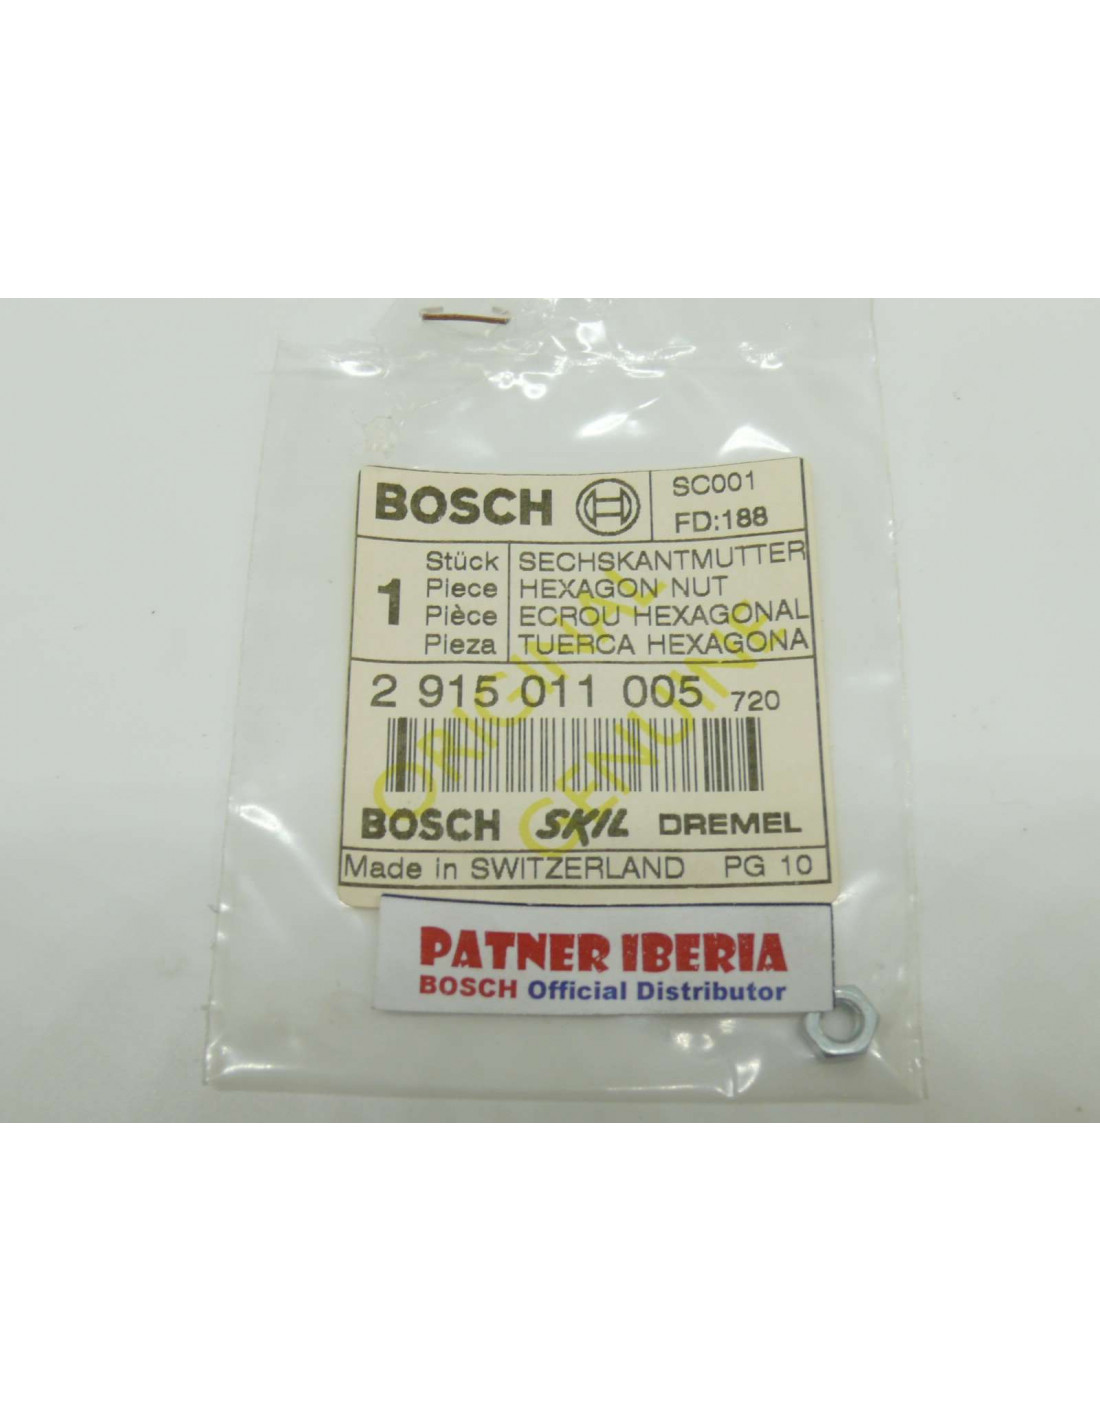 BOSCH
SC001
FD:188
1
Stück
Piece
Pièce
Pieza
SECHSKANTMUTTER
HEXAGON NUT
ECROU HEXAGONAL
TUERCA HEXAGONA
2 915 011 005 720
ORIGINAL
GENUINE
BOSCH SKIL DREMEL
Made in SWITZERLAND PG 10
PATNER IBERIA
BOSCH Official Distributor